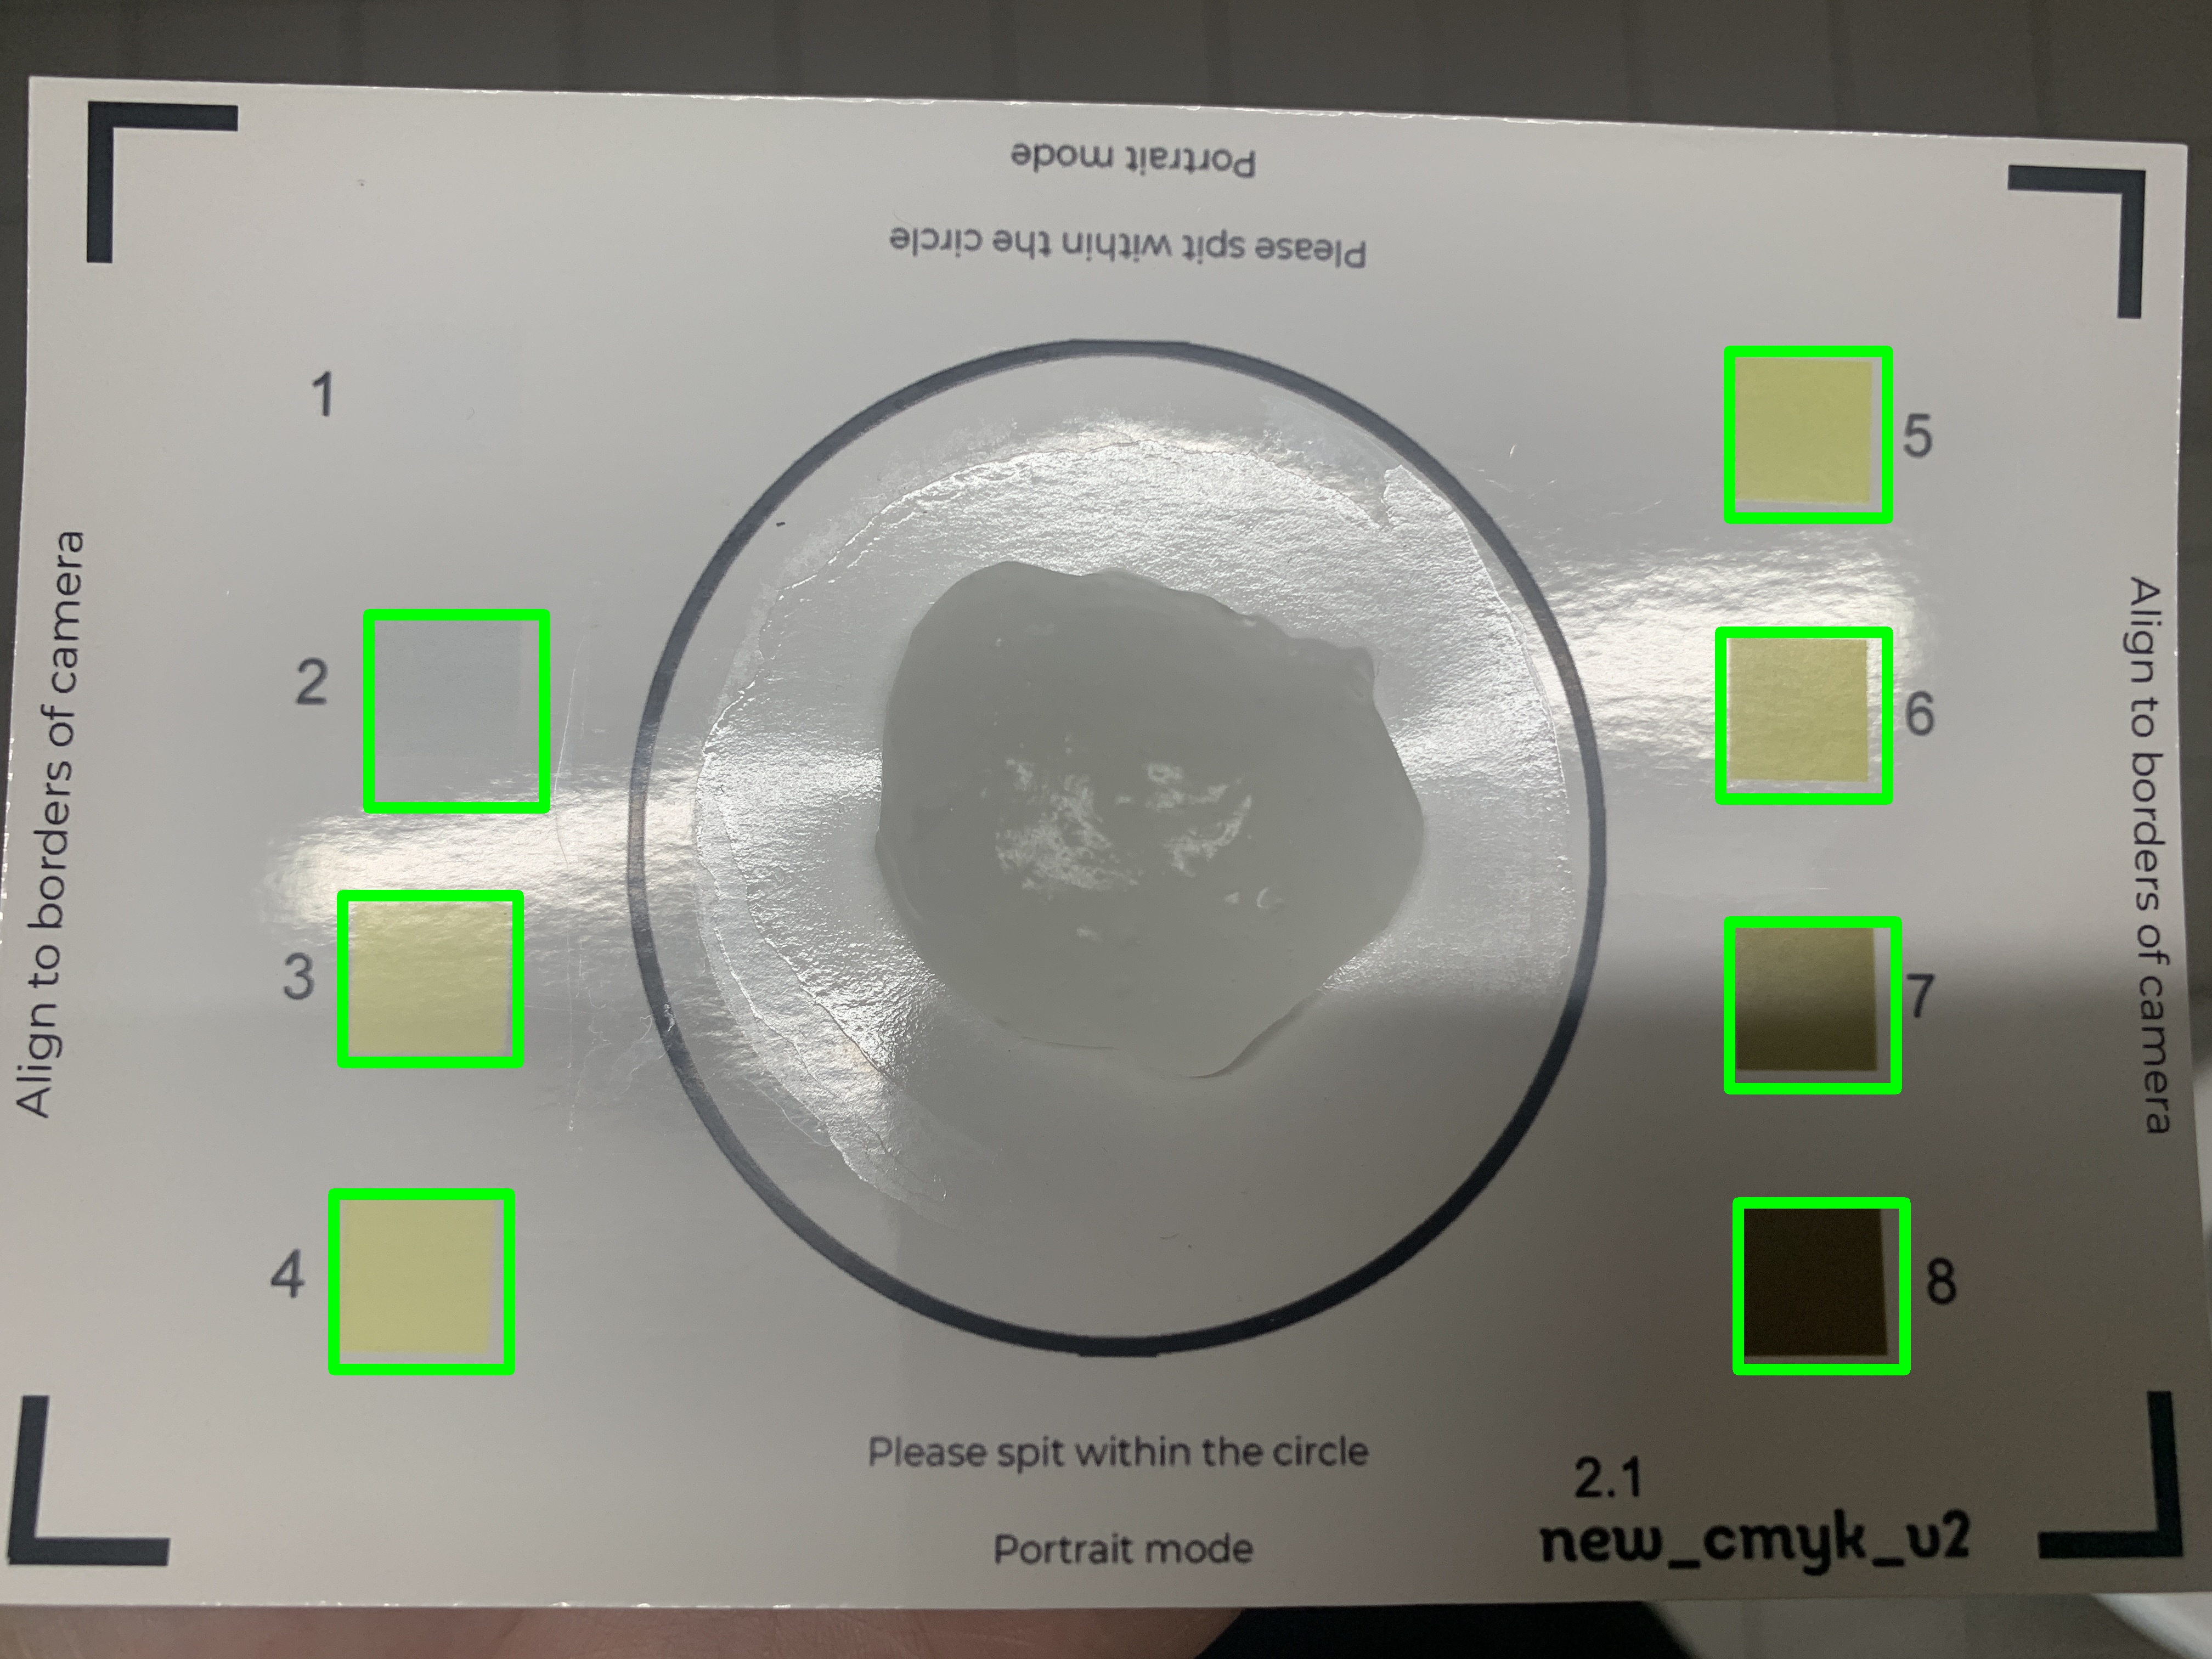 Portrait mode
Please spit within the circle
1
5
2
6
3
7
4
8
Align to borders of camera
Align to borders of camera
Please spit within the circle
2.1
Portrait mode
new_cmyk_v2